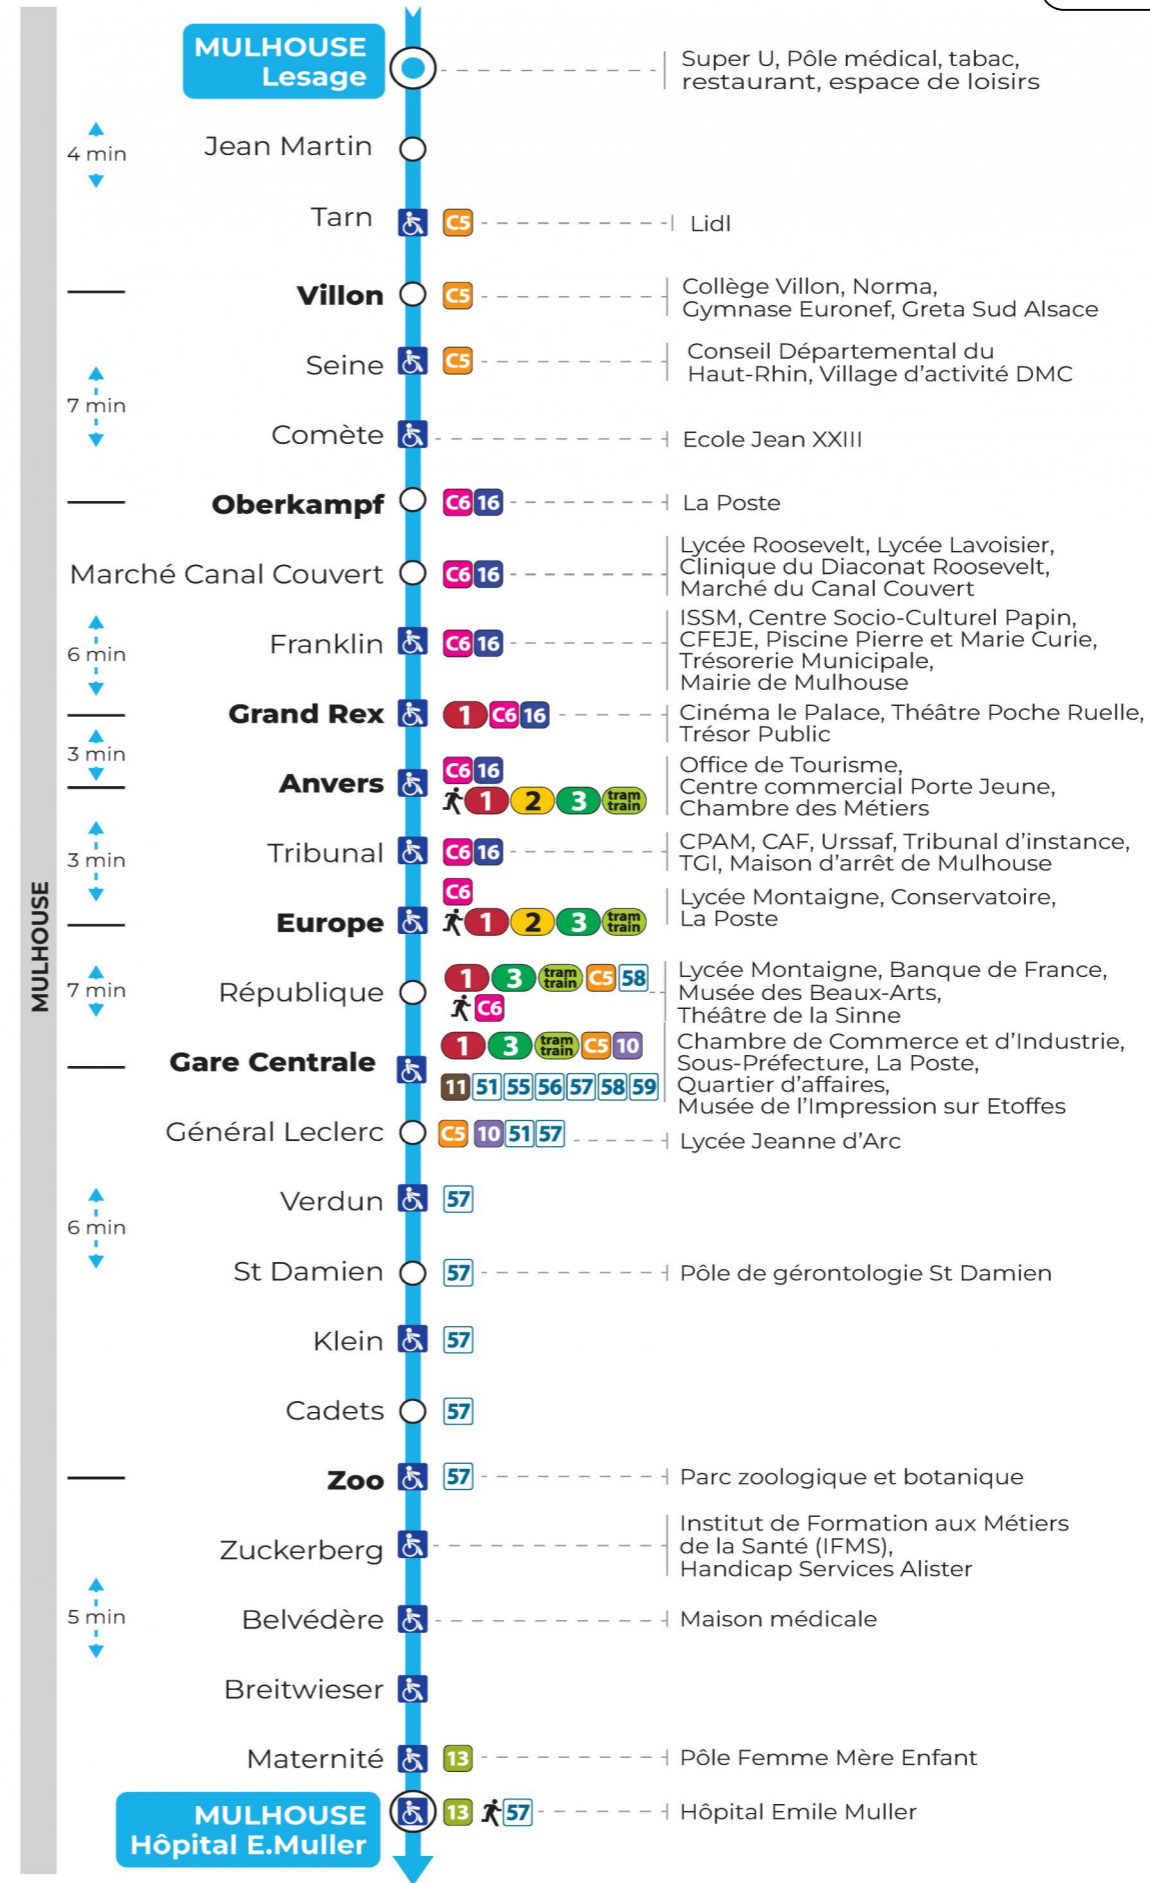 MULHOUSE
Lesage
Super U, Pôle médical, tabac,
restaurant, espace de loisirs
4 min
Jean Martin
Tarn C5 Lidl
Villon C5
Collège Villon, Norma,
Gymnase Euronef, Greta Sud Alsace
Seine C5
Conseil Départemental du
Haut-Rhin, Village d'activité DMC
7 min
Comète Ecole Jean XXIII
Oberkampf C6 16 La Poste
Marché Canal Couvert C6 16
Lycée Roosevelt, Lycée Lavoisier,
Clinique du Diaconat Roosevelt,
Marché du Canal Couvert
6 min
Franklin C6 16
ISSM, Centre Socio-Culturel Papin,
CFEJE, Piscine Pierre et Marie Curie,
Trésorerie Municipale,
Mairie de Mulhouse
Grand Rex 1 C6 16
Cinéma le Palace, Théâtre Poche Ruelle,
Trésor Public
3 min
Anvers
C6 16
1 2 3 tram train
Office de Tourisme,
Centre commercial Porte Jeune,
Chambre des Métiers
3 min
Tribunal C6 16
CPAM, CAF, Urssaf, Tribunal d'instance,
TGI, Maison d'arrêt de Mulhouse
Europe
C6
1 2 3 tram train
Lycée Montaigne, Conservatoire,
La Poste
MULHOUSE
7 min
République
1 3 tram train C5 58
C6
Lycée Montaigne, Banque de France,
Musée des Beaux-Arts,
Théâtre de la Sinne
Gare Centrale
1 3 tram train C5 10
11 51 55 56 57 58 59
Chambre de Commerce et d'Industrie,
Sous-Préfecture, La Poste,
Quartier d'affaires,
Musée de l'Impression sur Etoffes
Général Leclerc C5 10 51 57 Lycée Jeanne d'Arc
6 min
Verdun 57
St Damien 57 Pôle de gérontologie St Damien
Klein 57
Cadets 57
Zoo 57 Parc zoologique et botanique
Zuckerberg
Institut de Formation aux Métiers
de la Santé (IFMS),
Handicap Services Alister
5 min
Belvédère Maison médicale
Breitwieser
Maternité 13 Pôle Femme Mère Enfant
MULHOUSE
Hôpital E.Muller
13 57 Hôpital Emile Muller